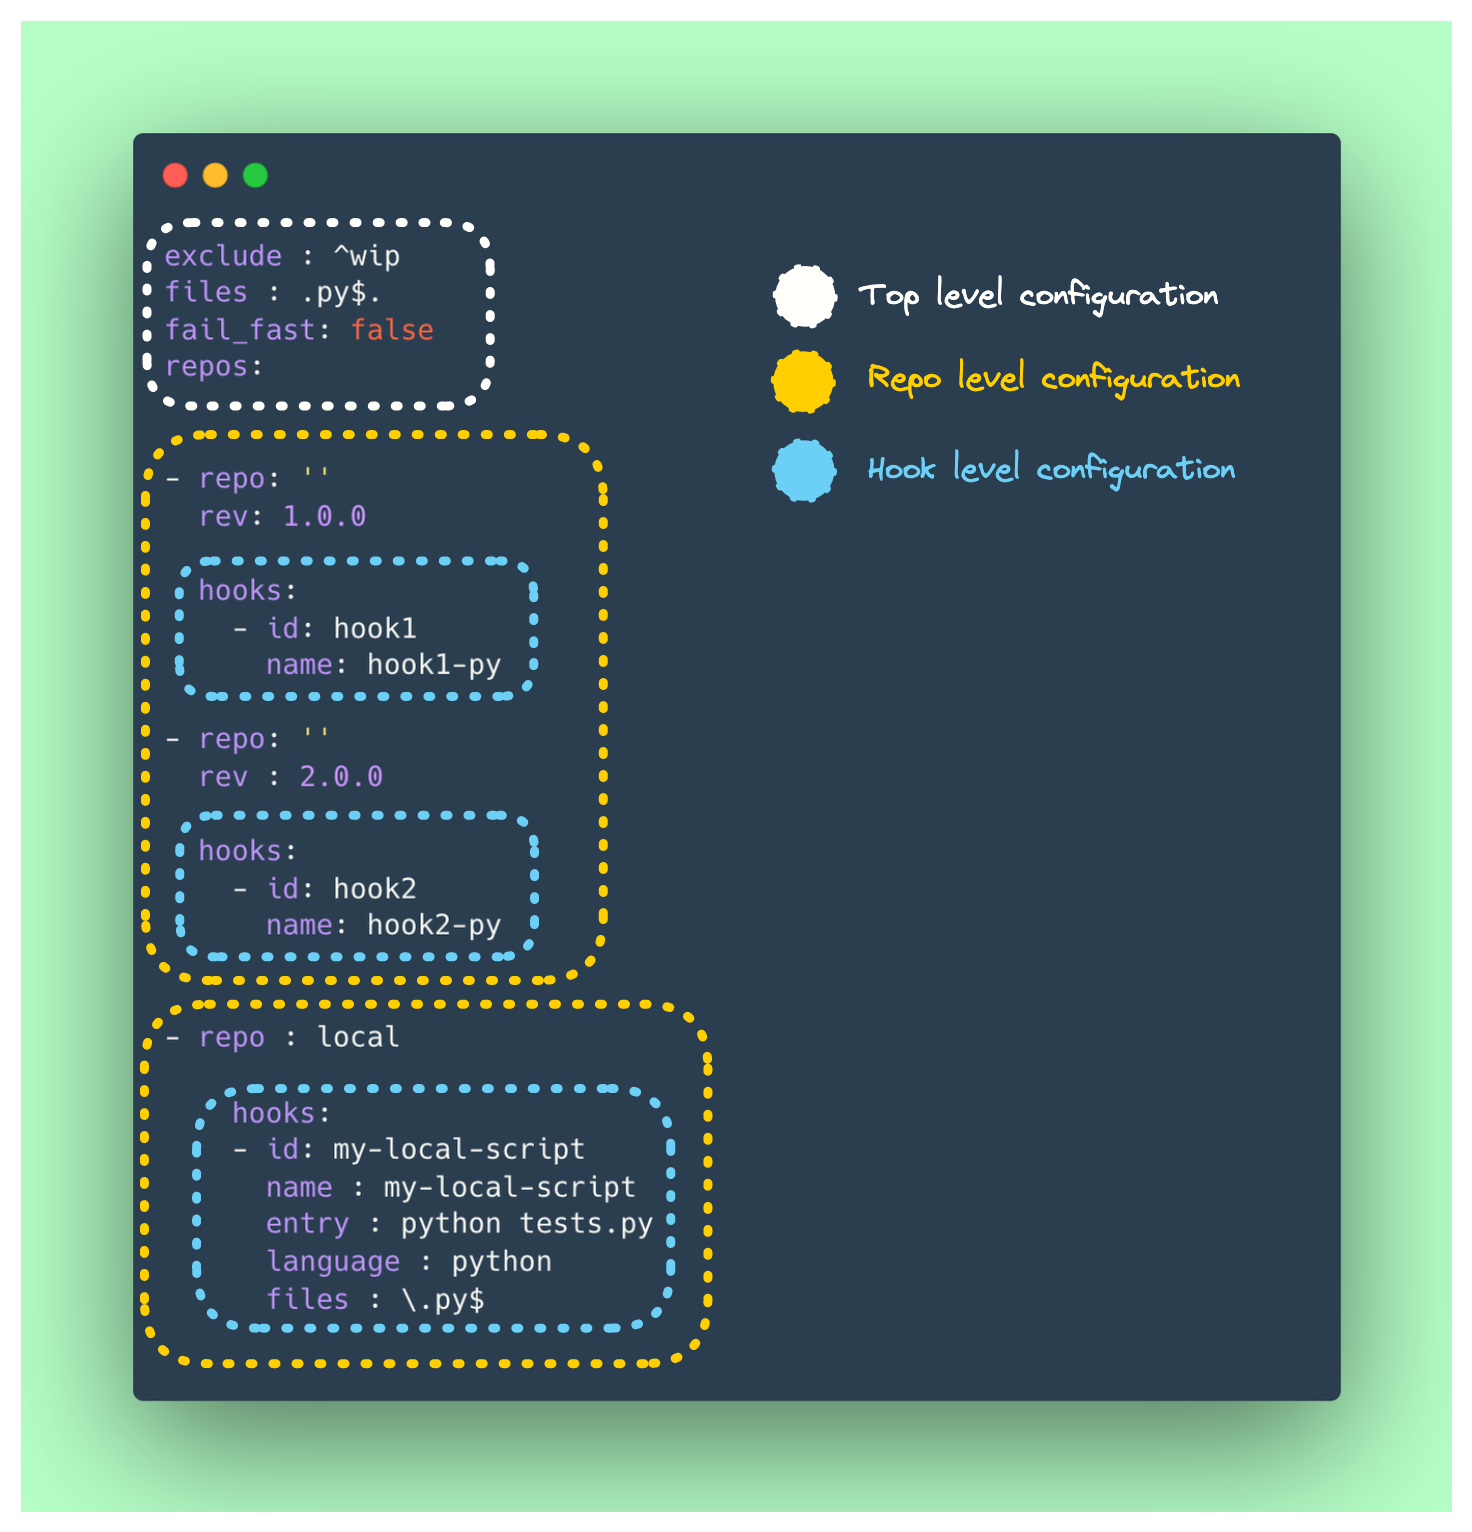 exclude : ^wip
files : .py$.
fail_fast: false
repos:
- repo: ''
rev: 1.0.0
hooks:
- id: hook1
name: hook1-py
- repo: ''
rev : 2.0.0
hooks:
- id: hook2
name: hook2-py
- repo : local
hooks:
- id: my-local-script
name : my-local-script
entry : python tests.py
language : python
files : \.py$
Top level configuration
Repo level configuration
Hook level configuration